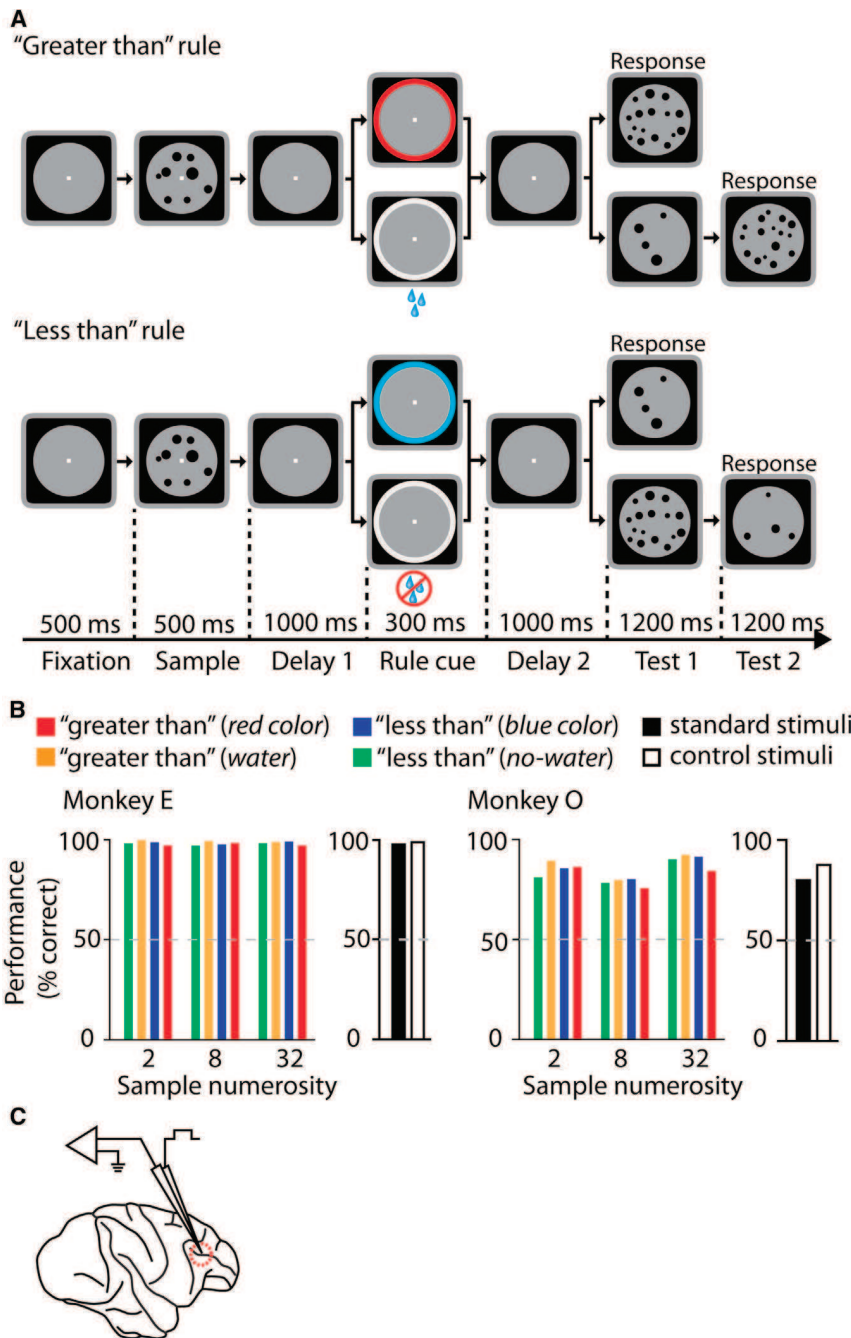 A
"Greater than" rule
Response
Response
"Less than" rule
Response
Response
500 ms 500 ms 1000 ms 300 ms 1000 ms 1200 ms 1200 ms
Fixation Sample Delay 1 Rule cue Delay 2 Test 1 Test 2
B
"greater than" (red color) "less than" (blue color) standard stimuli
"greater than" (water) "less than" (no-water) control stimuli
Monkey E Monkey O
100 100 100 100
Performance
(% correct)
50 50 50 50
0 0 0 0
2 8 32 2 8 32
Sample numerosity Sample numerosity
C